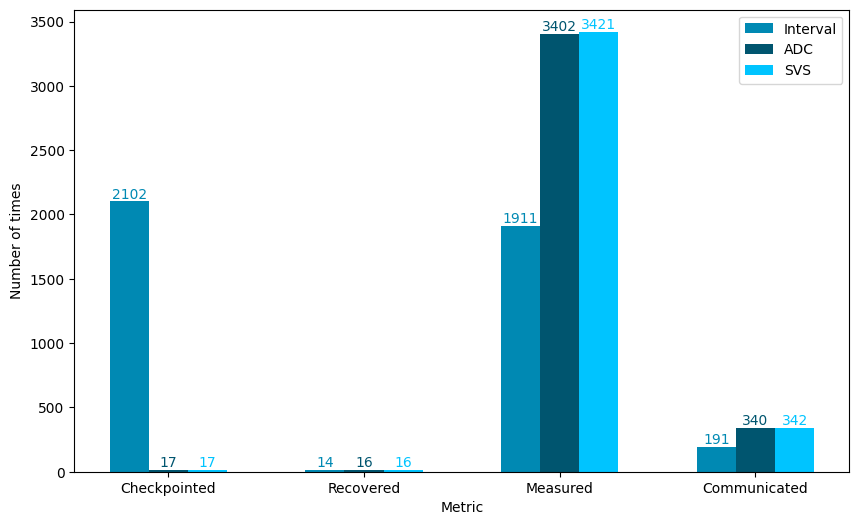 3500
3000
2500
2000
1500
1000
500
0
Number of times
2102
17
17
14
16
16
1911
3402
3421
191
340
342
Interval
ADC
SVS
Checkpointed
Recovered
Measured
Communicated
Metric